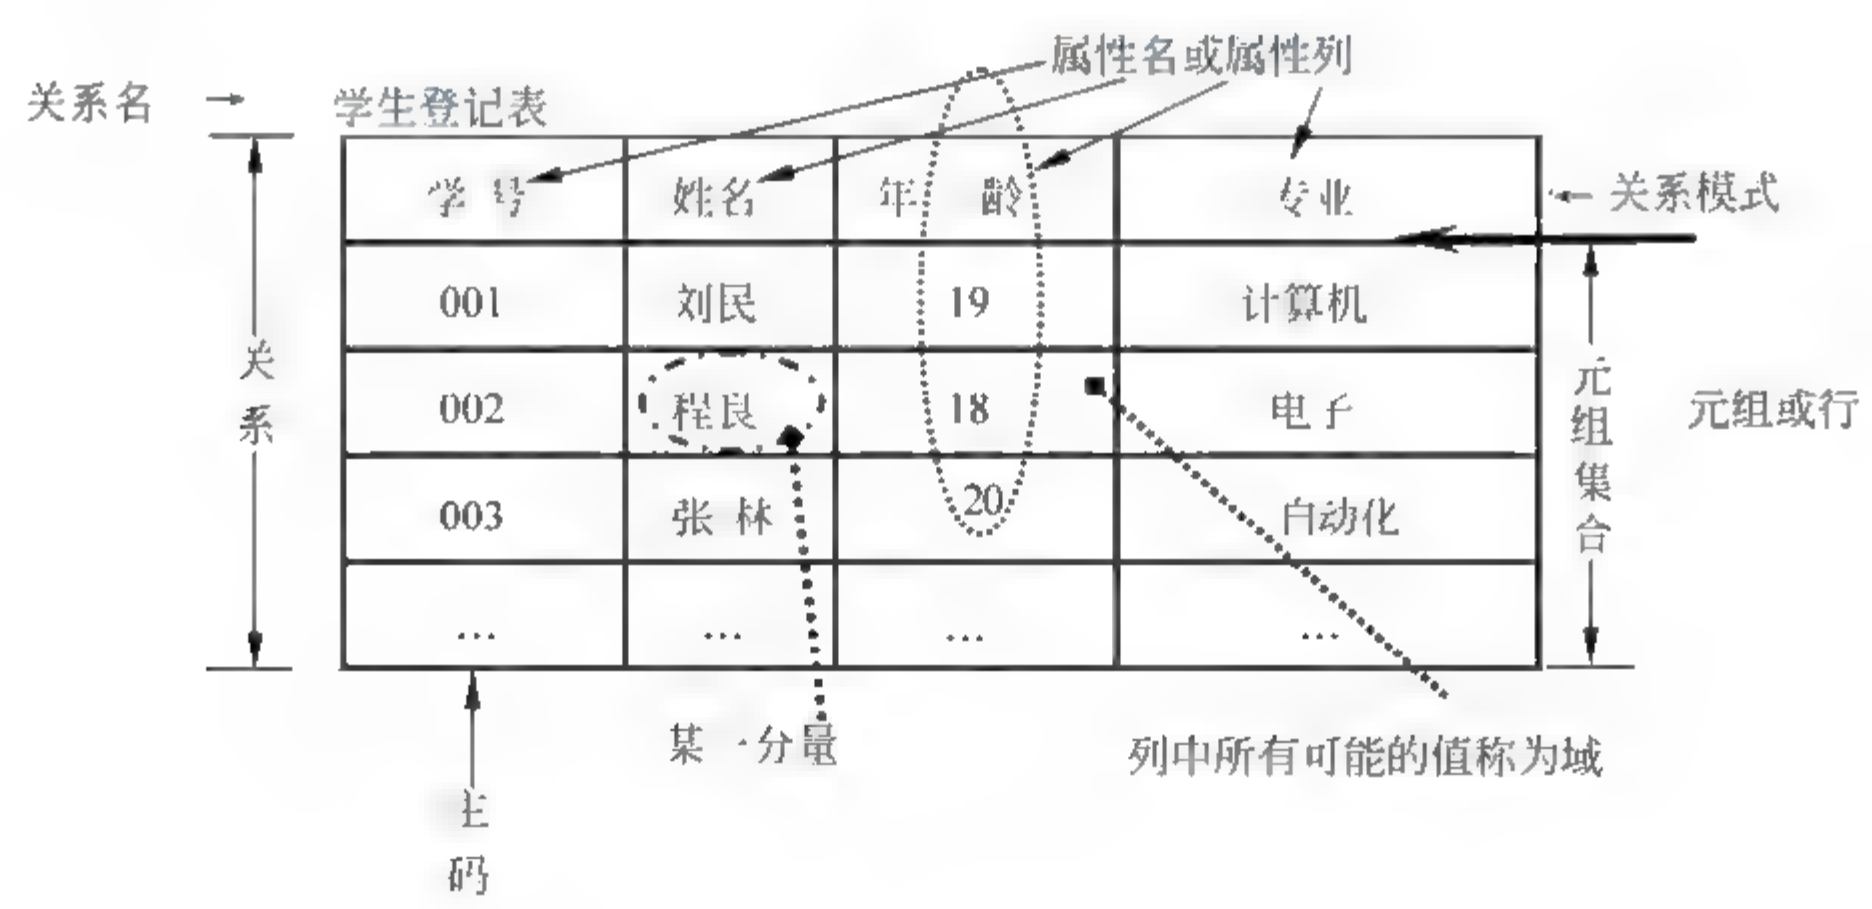 属性名或属性列
关系名
学生登记表
学号 姓名 年龄 专业
关系模式
001 刘民 19 计算机
002 程良 18 电子
003 张林 20 自动化
… … … …
关系
元组集合
元组或行
某一分量
列中所有可能的值称为域
主码